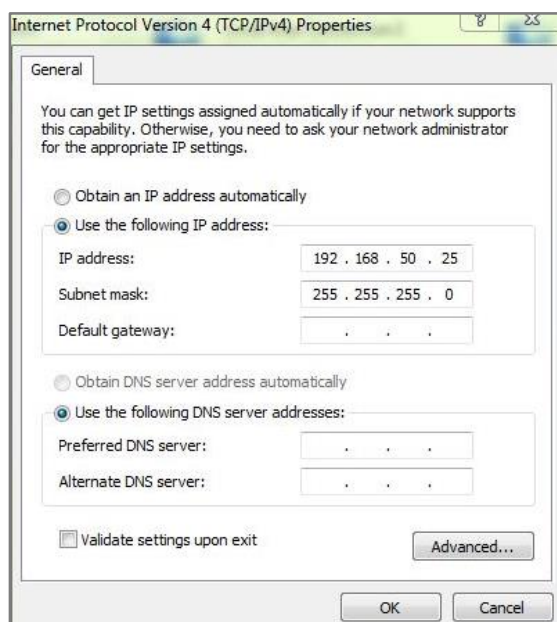 Internet Protocol Version 4 (TCP/IPv4) Properties
General
You can get IP settings assigned automatically if your network supports
this capability. Otherwise, you need to ask your network administrator
for the appropriate IP settings.
Obtain an IP address automatically
Use the following IP address:
IP address: 192 . 168 . 50 . 25
Subnet mask: 255 . 255 . 255 . 0
Default gateway: . . .
Obtain DNS server address automatically
Use the following DNS server addresses:
Preferred DNS server: . . .
Alternate DNS server: . . .
Validate settings upon exit
Advanced...
OK Cancel